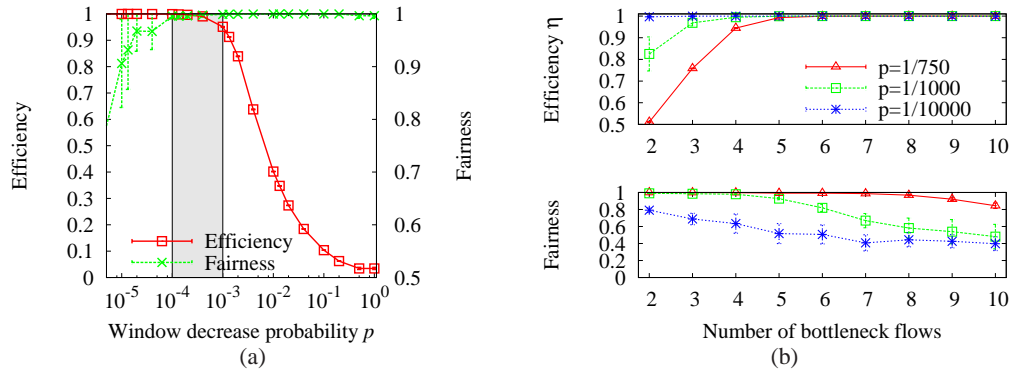 1
0.9
0.8
0.7
0.6
0.5
0.4
0.3
0.2
0.1
0
Efficiency
1
0.9
0.8
0.7
0.6
0.5
Fairness
Efficiency
Fairness
10^-5 10^-4 10^-3 10^-2 10^-1 10^0
Window decrease probability p
(a)
1
0.9
0.8
0.7
0.6
0.5
Efficiency η
p=1/750
p=1/1000
p=1/10000
2 3 4 5 6 7 8 9 10
1
0.8
0.6
0.4
0.2
0
Fairness
2 3 4 5 6 7 8 9 10
Number of bottleneck flows
(b)